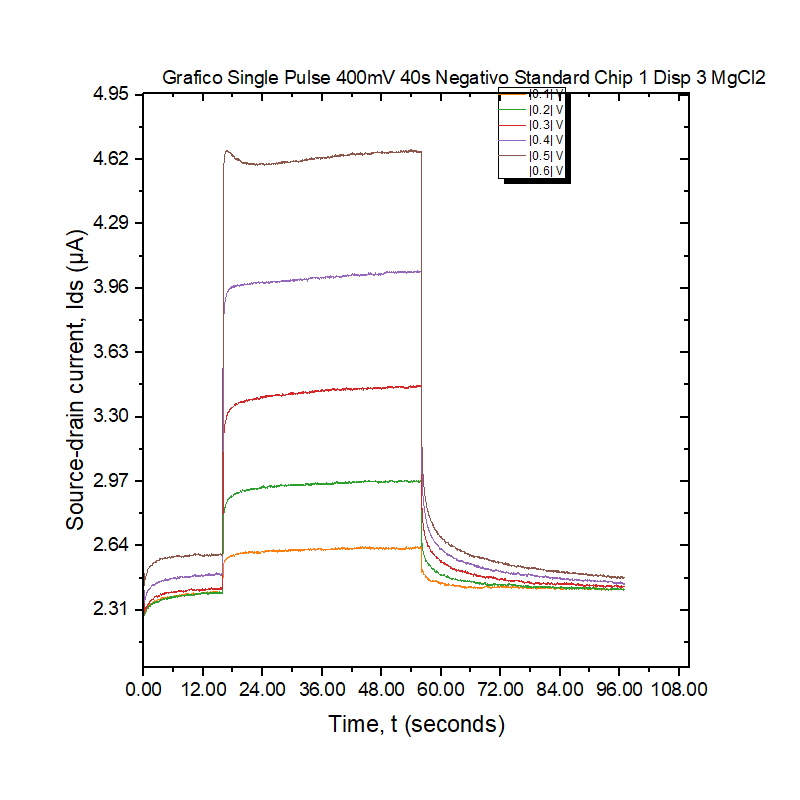 Grafico Single Pulse 400mV 40s Negativo Standard Chip 1 Disp 3 MgCl2
|0.1| V
|0.2| V
|0.3| V
|0.4| V
|0.5| V
|0.6| V
4.95
4.62
4.29
3.96
3.63
3.30
2.97
2.64
2.31
Source-drain current, Ids (µA)
0.00 12.00 24.00 36.00 48.00 60.00 72.00 84.00 96.00 108.00
Time, t (seconds)